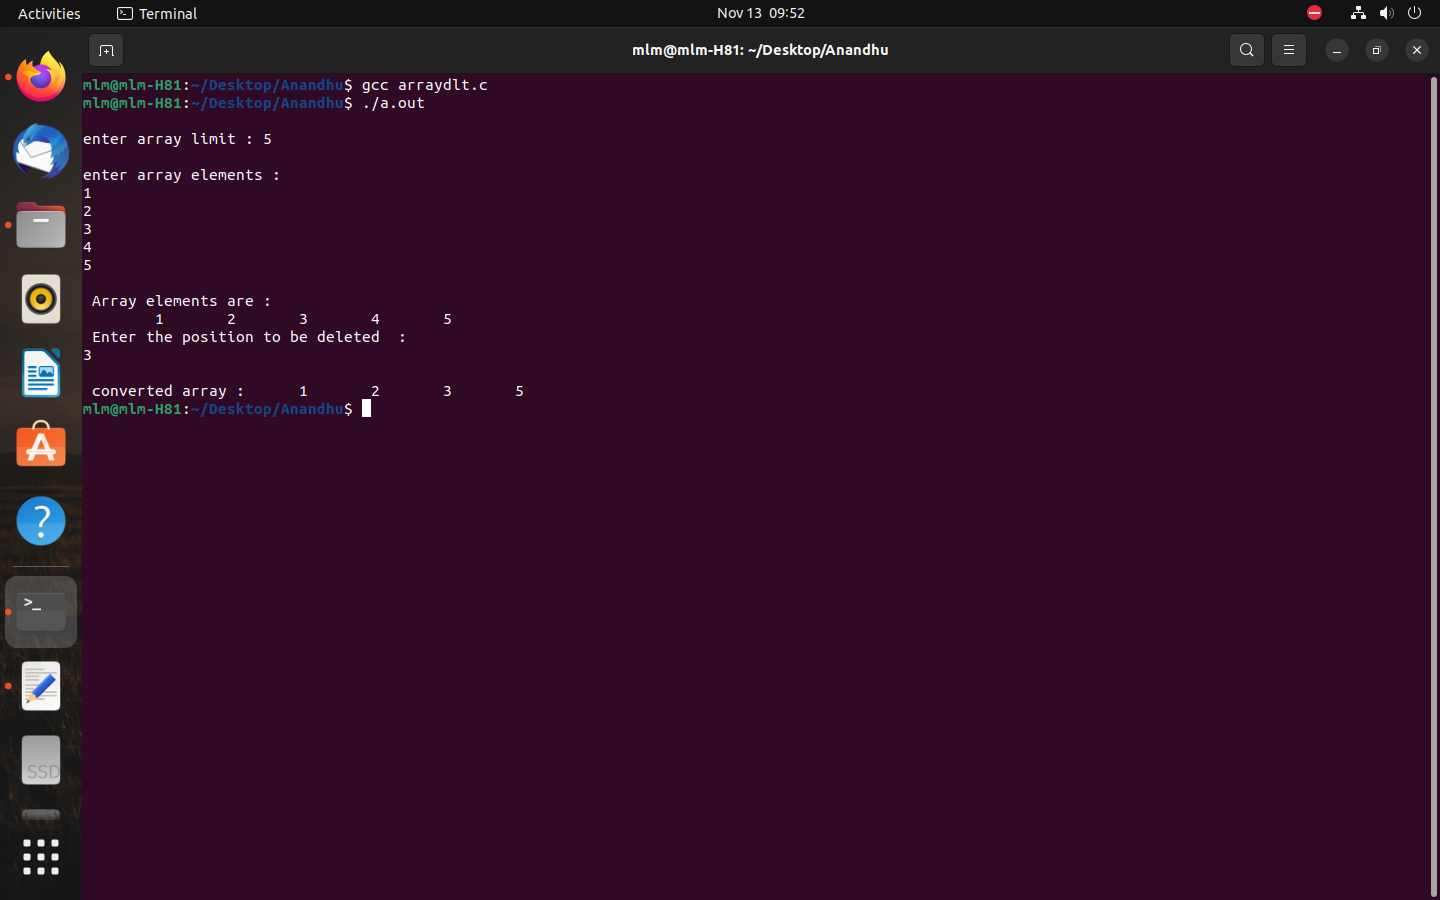 Activities Terminal Nov 13 09:52
mlm@mlm-H81: ~/Desktop/Anandhu
mlm@mlm-H81:~/Desktop/Anandhu$ gcc arraydlt.c
mlm@mlm-H81:~/Desktop/Anandhu$ ./a.out
enter array limit : 5
enter array elements :
1
2
3
4
5
Array elements are :
1 2 3 4 5
Enter the position to be deleted  :
3
converted array : 1 2 3 5
mlm@mlm-H81:~/Desktop/Anandhu$
>_
SSD